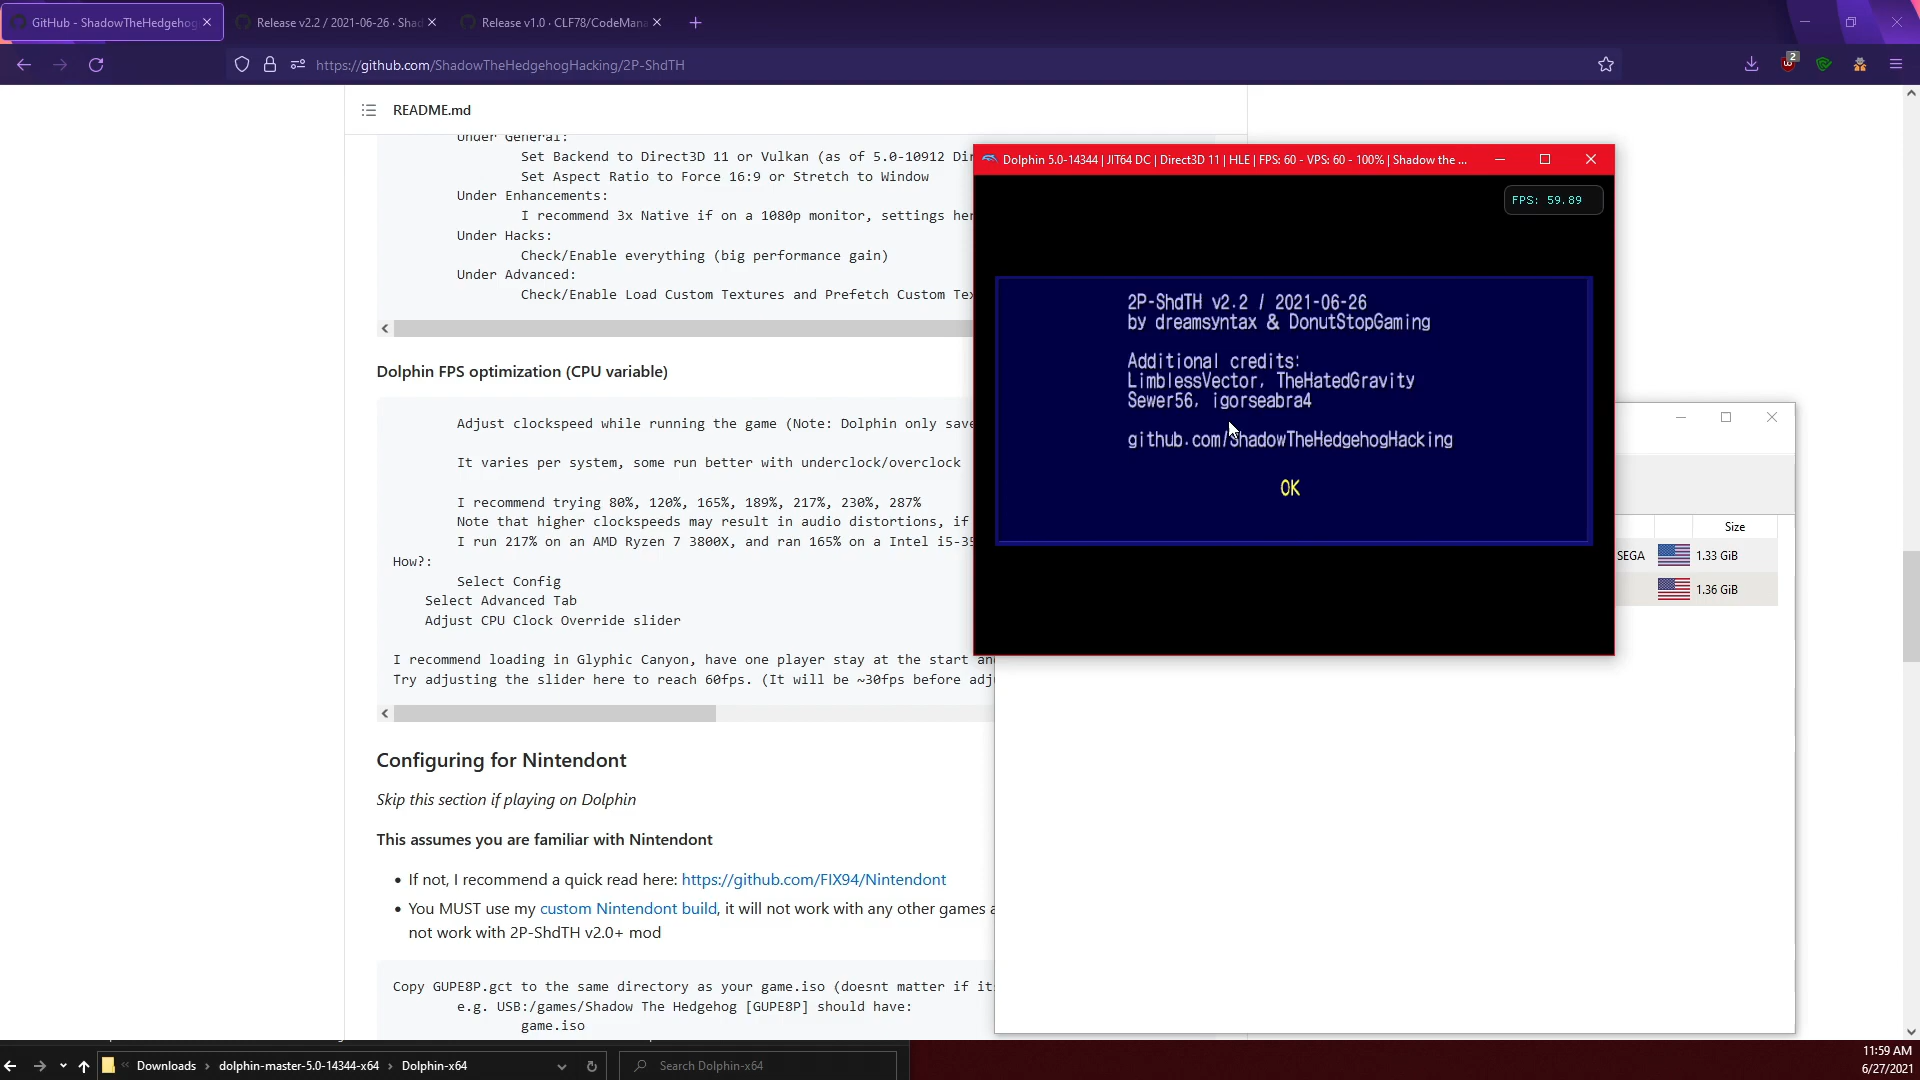 GitHub - ShadowTheHedgehog
Release v2.2 / 2021-06-26 · Shad
Release v1.0 · CLF78/CodeMana
https://github.com/ShadowTheHedgehogHacking/2P-ShdTH
2
README.md
Under General:
Set Backend to Direct3D 11 or Vulkan (as of 5.0-10912 Dir
Set Aspect Ratio to Force 16:9 or Stretch to Window
Under Enhancements:
I recommend 3x Native if on a 1080p monitor, settings her
Under Hacks:
Check/Enable everything (big performance gain)
Under Advanced:
Check/Enable Load Custom Textures and Prefetch Custom Tex
Dolphin FPS optimization (CPU variable)
Adjust clockspeed while running the game (Note: Dolphin only save
It varies per system, some run better with underclock/overclock
I recommend trying 80%, 120%, 165%, 189%, 217%, 230%, 287%
Note that higher clockspeeds may result in audio distortions, if
I run 217% on an AMD Ryzen 7 3800X, and ran 165% on a Intel i5-35
How?:
Select Config
Select Advanced Tab
Adjust CPU Clock Override slider
I recommend loading in Glyphic Canyon, have one player stay at the start an
Try adjusting the slider here to reach 60fps. (It will be ~30fps before adj
Configuring for Nintendont
Skip this section if playing on Dolphin
This assumes you are familiar with Nintendont
• If not, I recommend a quick read here: https://github.com/FIX94/Nintendont
• You MUST use my custom Nintendont build, it will not work with any other games a
not work with 2P-ShdTH v2.0+ mod
Copy GUPE8P.gct to the same directory as your game.iso (doesnt matter if it
e.g. USB:/games/Shadow The Hedgehog [GUPE8P] should have:
game.iso
Dolphin 5.0-14344 | JIT64 DC | Direct3D 11 | HLE | FPS: 60 - VPS: 60 - 100% | Shadow the ...
FPS: 59.89
2P-ShdTH v2.2 / 2021-06-26
by dreamsyntax & DonutStopGaming
Additional credits:
LimblessVector, TheHatedGravity
Sewer56, igorseabra4
github.com/ShadowTheHedgehogHacking
OK
Size
SEGA 1.33 GiB
1.36 GiB
Downloads › dolphin-master-5.0-14344-x64 › Dolphin-x64
Search Dolphin-x64
11:59 AM
6/27/2021